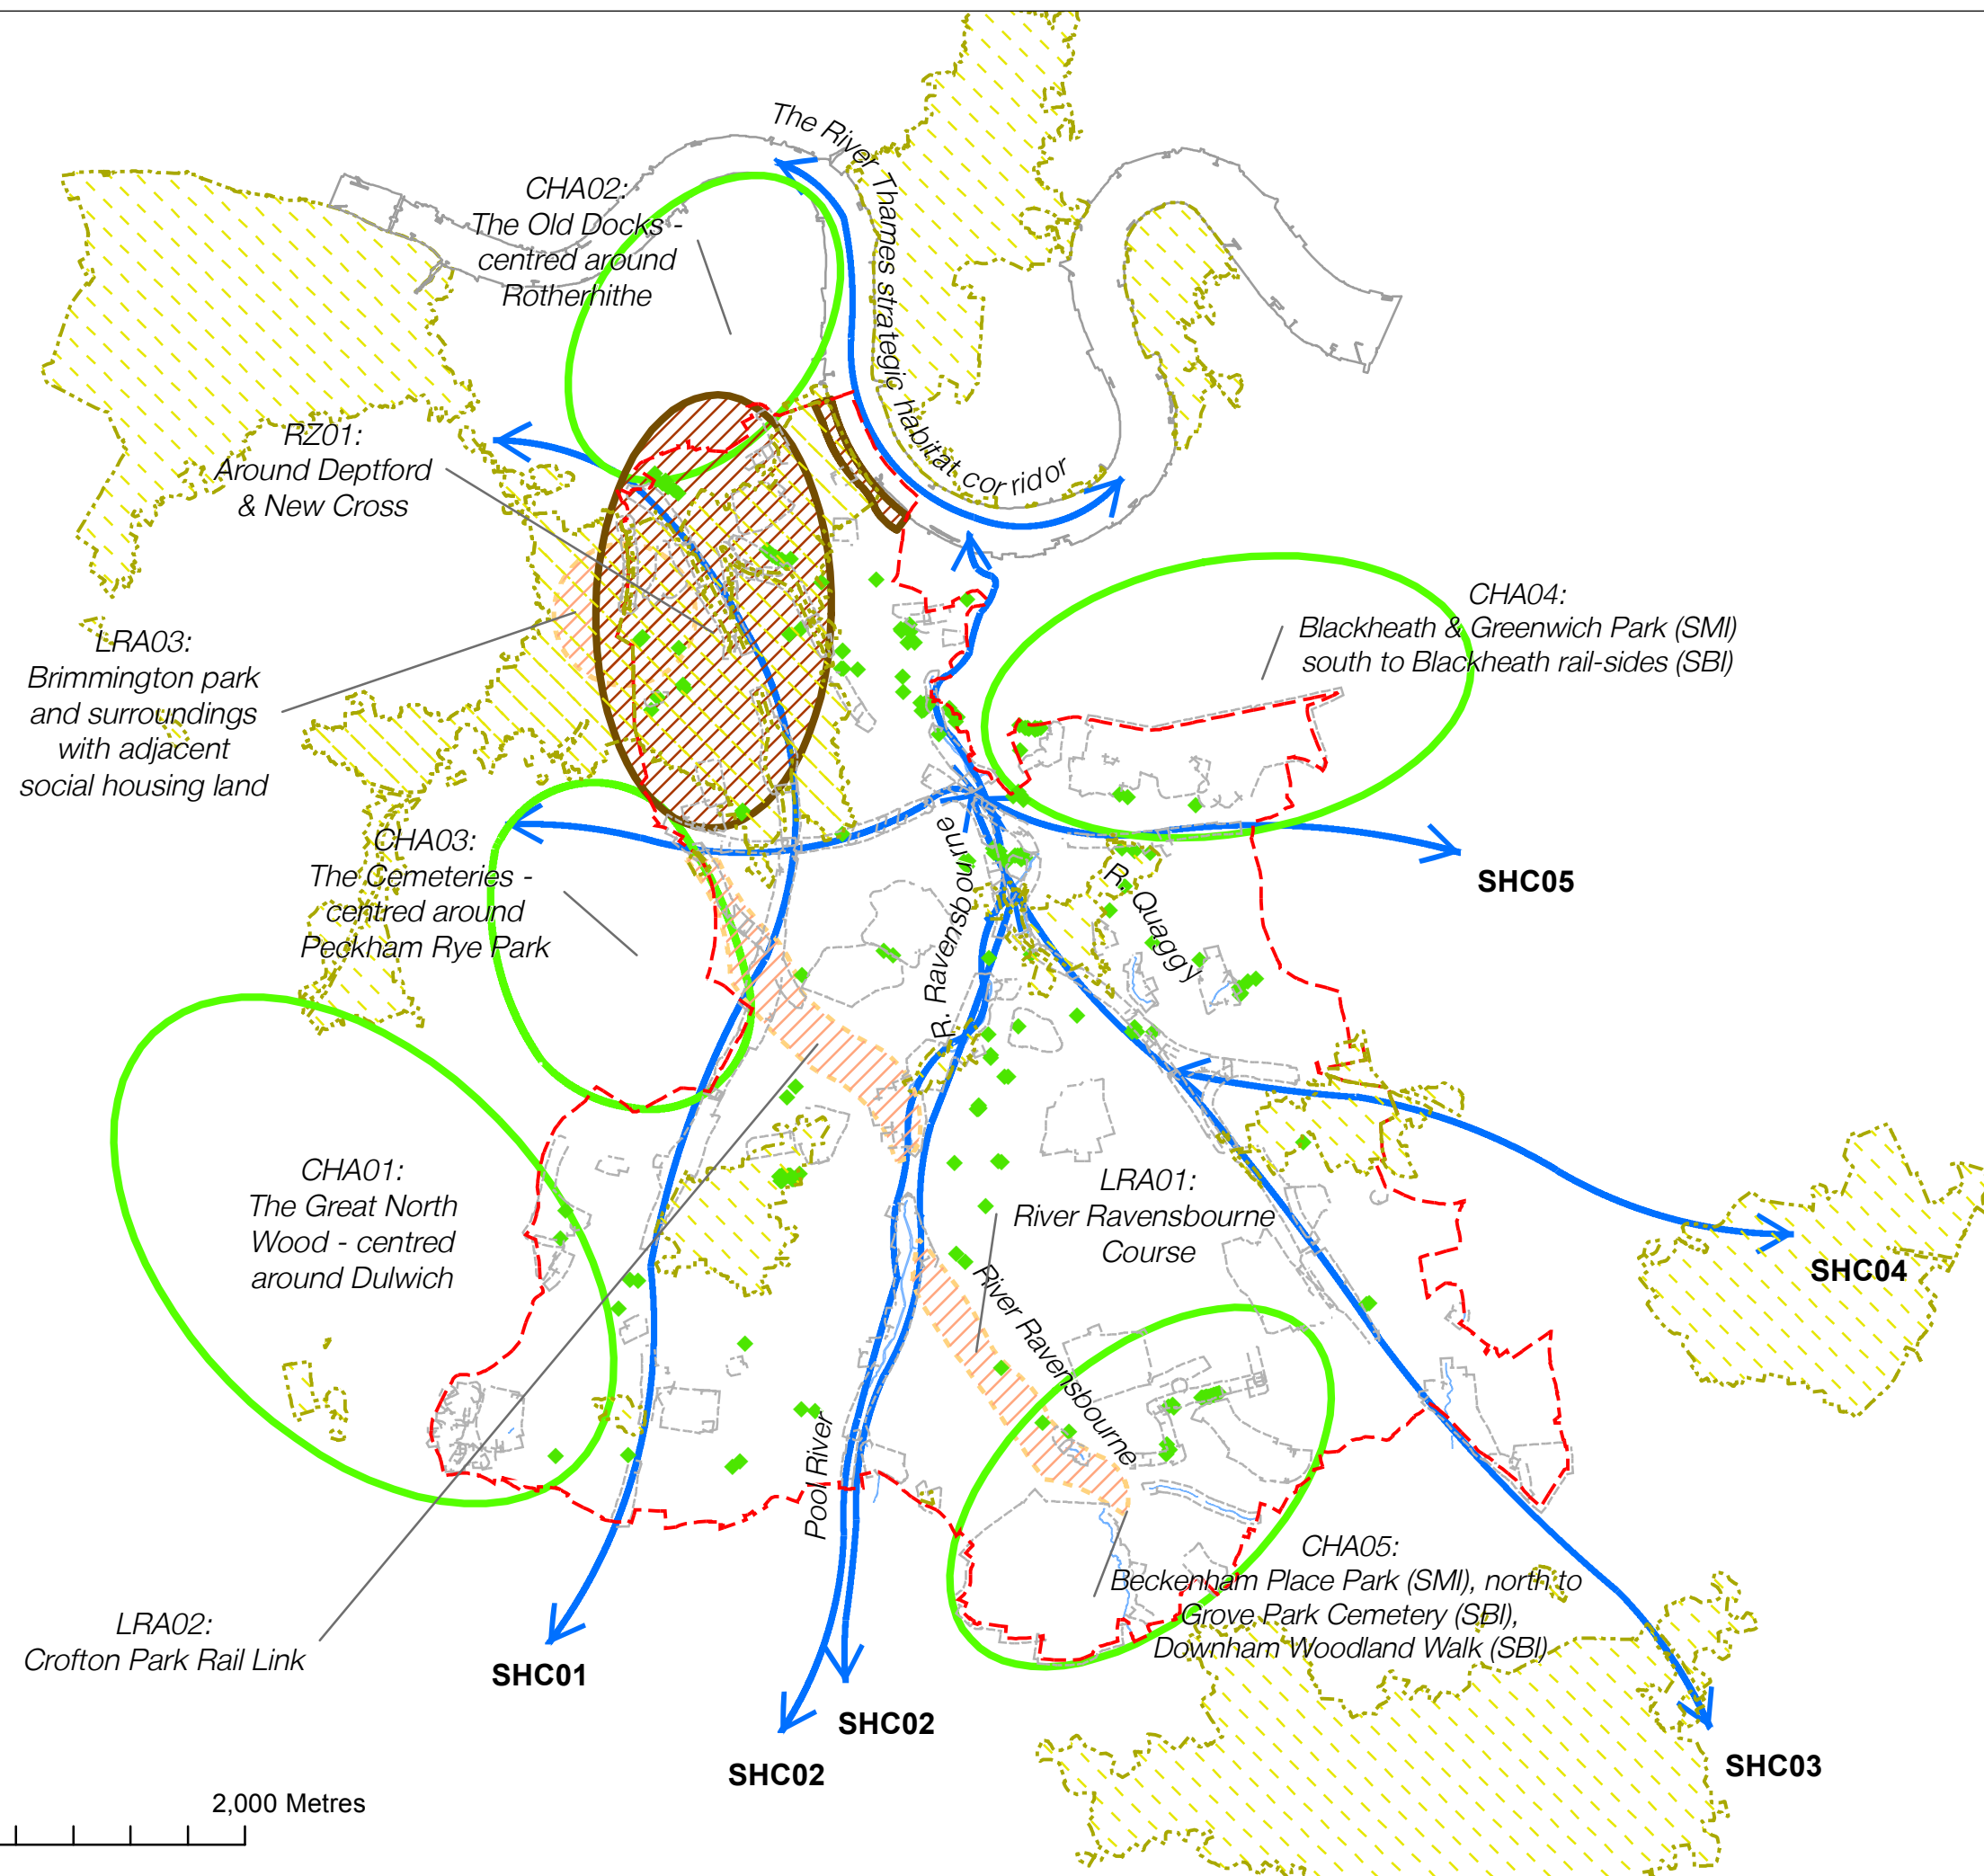 The River Thames strategic habitat corridor
CHA02:
The Old Docks -
centred around
Rotherhithe
RZ01:
Around Deptford
& New Cross
CHA04:
Blackheath & Greenwich Park (SMI)
south to Blackheath rail-sides (SBI)
LRA03:
Brimmington park
and surroundings
with adjacent
social housing land
CHA03:
The Cemeteries -
centred around
Peckham Rye Park
R. Ravensbourne
R. Quaggy
SHC05
CHA01:
The Great North
Wood - centred
around Dulwich
LRA01:
River Ravensbourne
Course
SHC04
River Ravensbourne
Pool River
CHA05:
Beckenham Place Park (SMI), north to
Grove Park Cemetery (SBI),
Downham Woodland Walk (SBI)
LRA02:
Crofton Park Rail Link
SHC01
SHC02
SHC02
SHC03
2,000 Metres